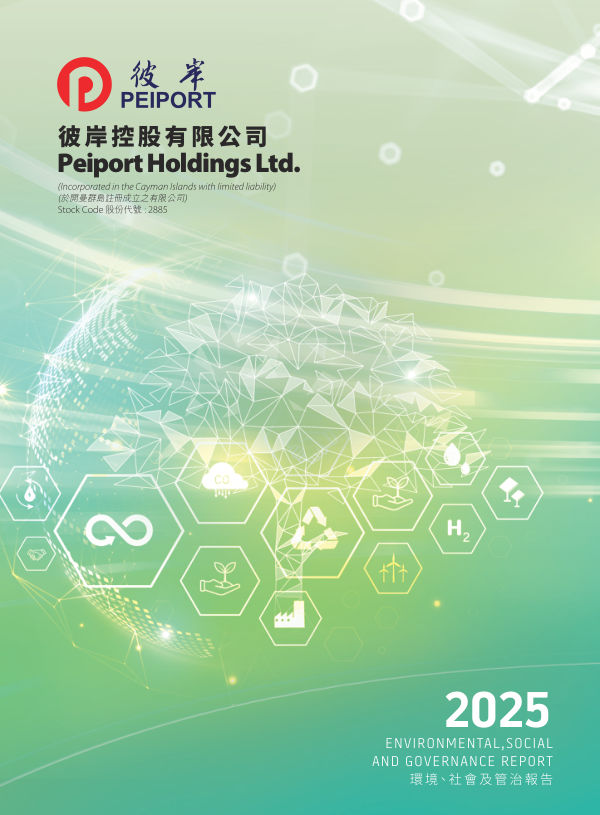 彼岸
PEIPORT
彼岸控股有限公司
Peiport Holdings Ltd.
(Incorporated in the Cayman Islands with limited liability)
(於開曼群島註冊成立之有限公司)
Stock Code 股份代號 : 2885
CO
H2
2025
ENVIRONMENTAL,SOCIAL
AND GOVERNANCE REPORT
環境、社會及管治報告